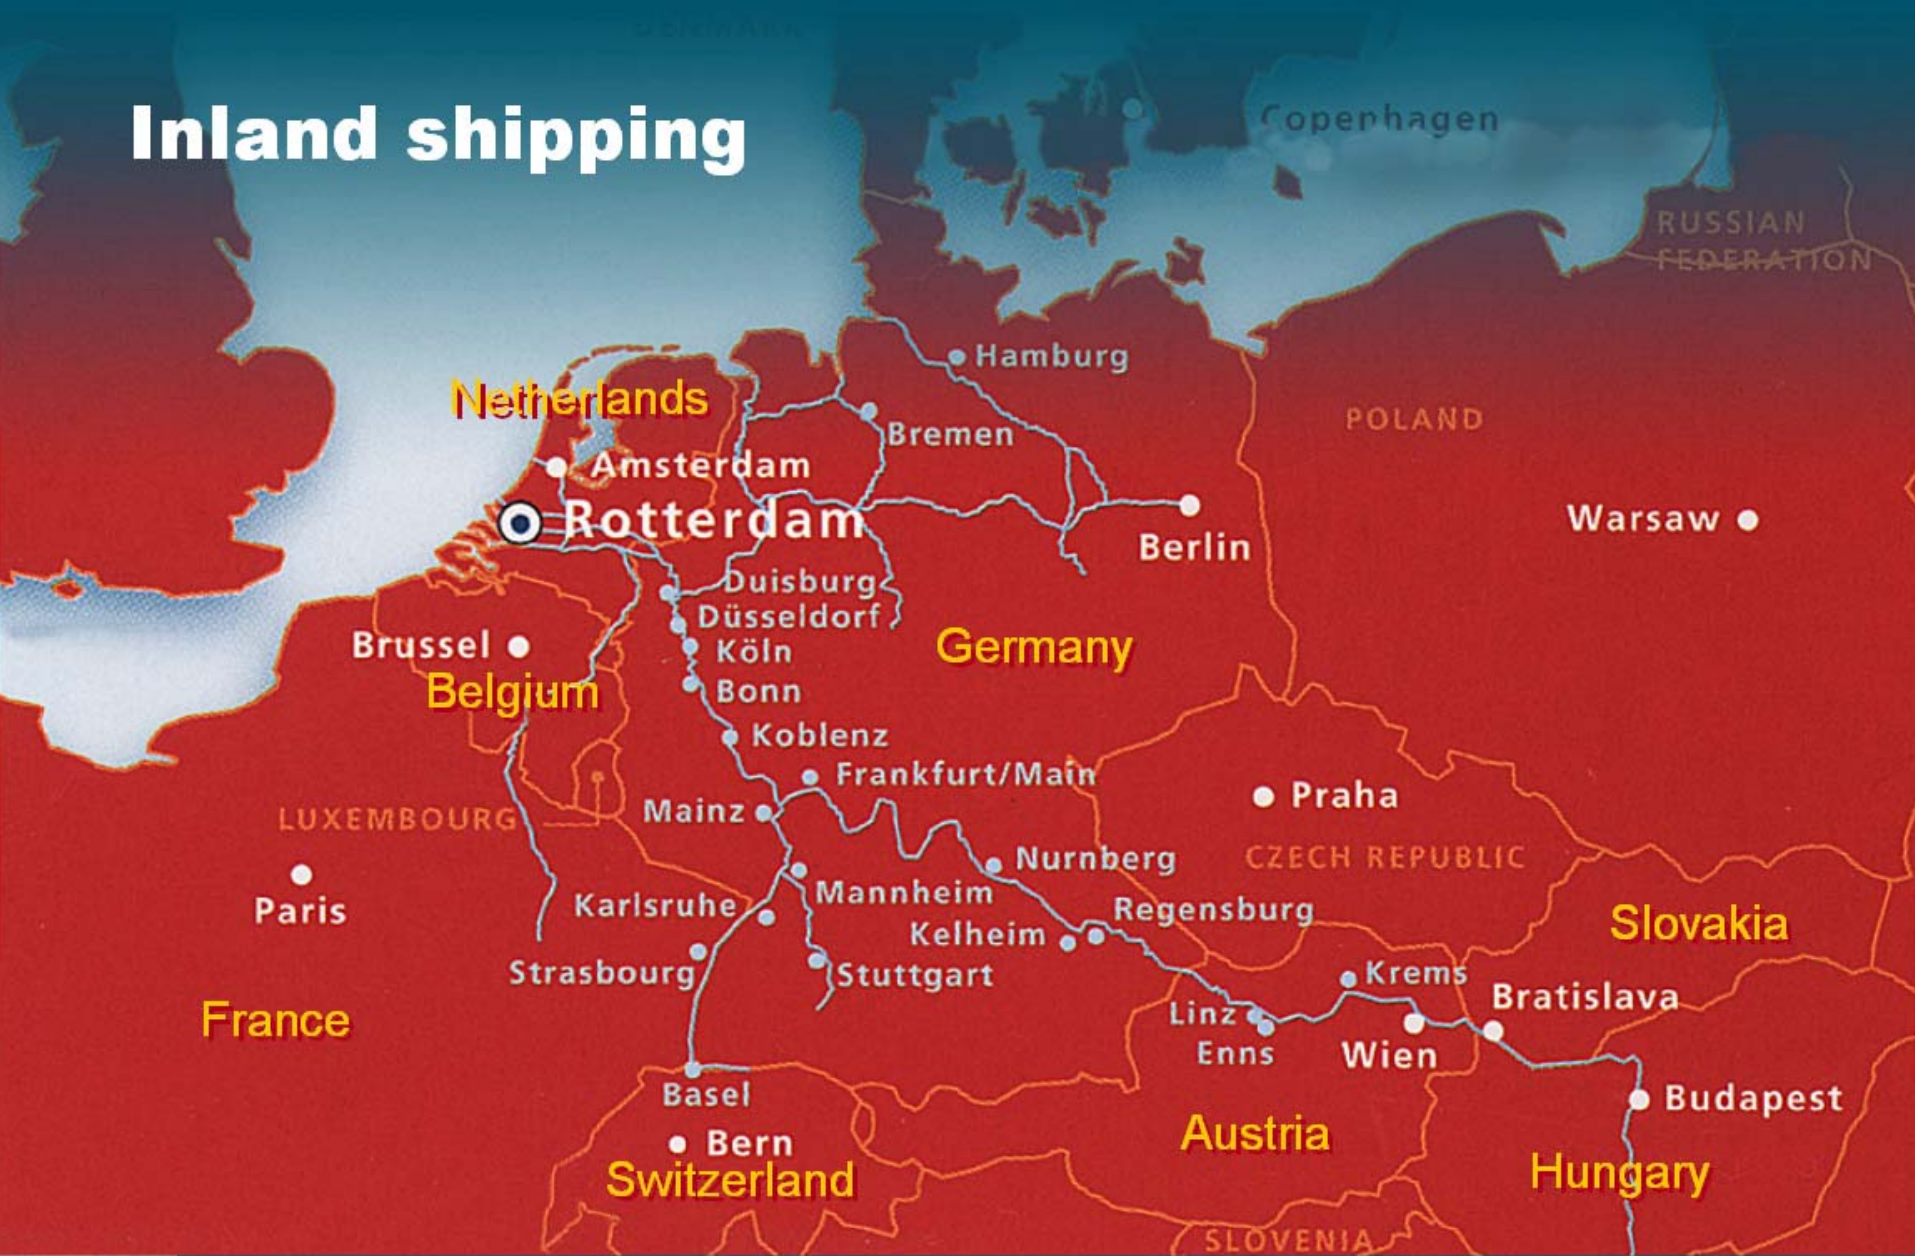 DENMARK
Inland shipping
Copenhagen
RUSSIAN
FEDERATION
Hamburg
Netherlands
POLAND
Bremen
Amsterdam
Rotterdam
Warsaw
Berlin
Duisburg
Düsseldorf
Brussel
Köln
Germany
Belgium
Bonn
Koblenz
Frankfurt/Main
Praha
Mainz
LUXEMBOURG
Nurnberg
CZECH REPUBLIC
Mannheim
Karlsruhe
Paris
Regensburg
Slovakia
Kelheim
Strasbourg
Stuttgart
Krems
Bratislava
France
Linz
Enns
Wien
Basel
Budapest
Bern
Austria
Switzerland
Hungary
SLOVENIA